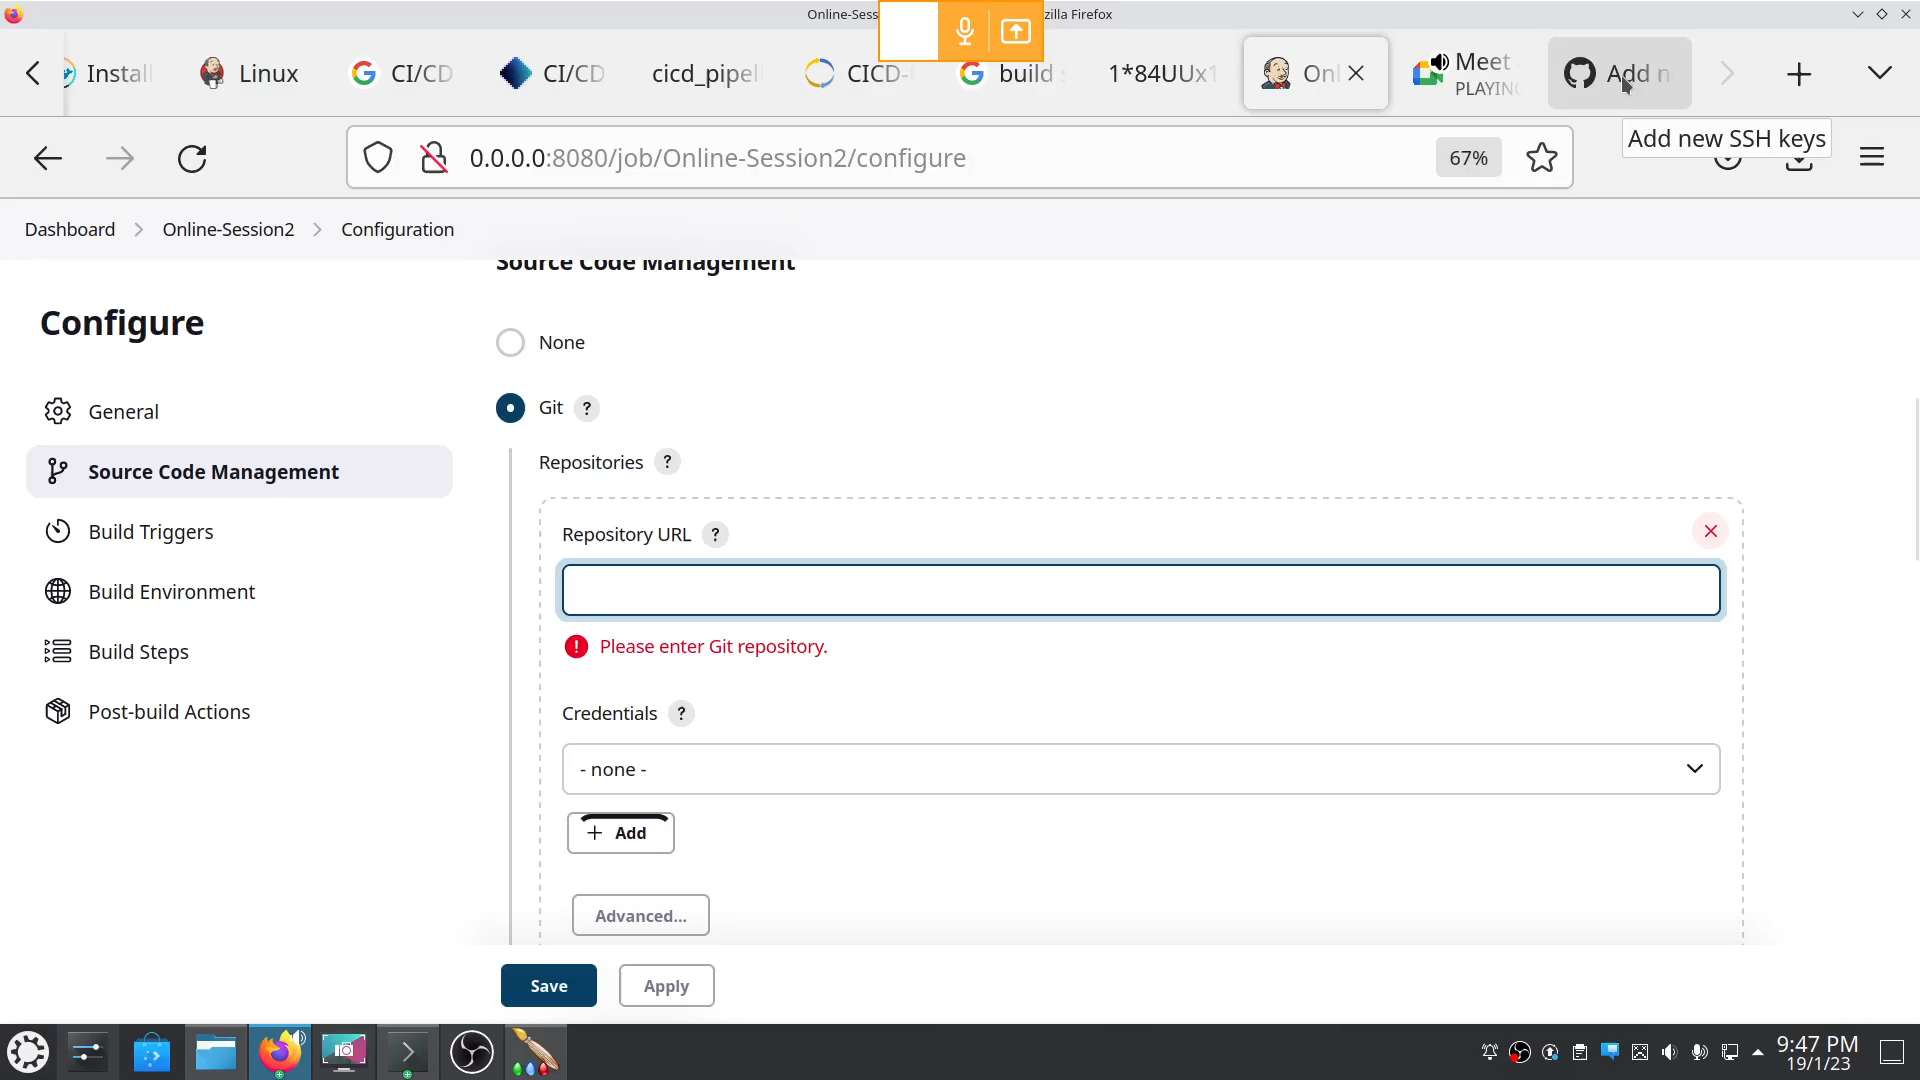 Online-Sess
zilla Firefox
Install
Linux
CI/CD
CI/CD
cicd_pipel
CICD-
build s
1*84UUx1
Onl
Meet
PLAYING
Add n
0.0.0.0:8080/job/Online-Session2/configure
67%
Add new SSH keys
Dashboard
Online-Session2
Configuration
Source Code Management
Configure
None
General
Git ?
Repositories ?
Source Code Management
Repository URL ?
Build Triggers
Build Environment
Please enter Git repository.
Build Steps
Credentials ?
Post-build Actions
- none -
+ Add
Advanced...
Save
Apply
9:47 PM
19/1/23